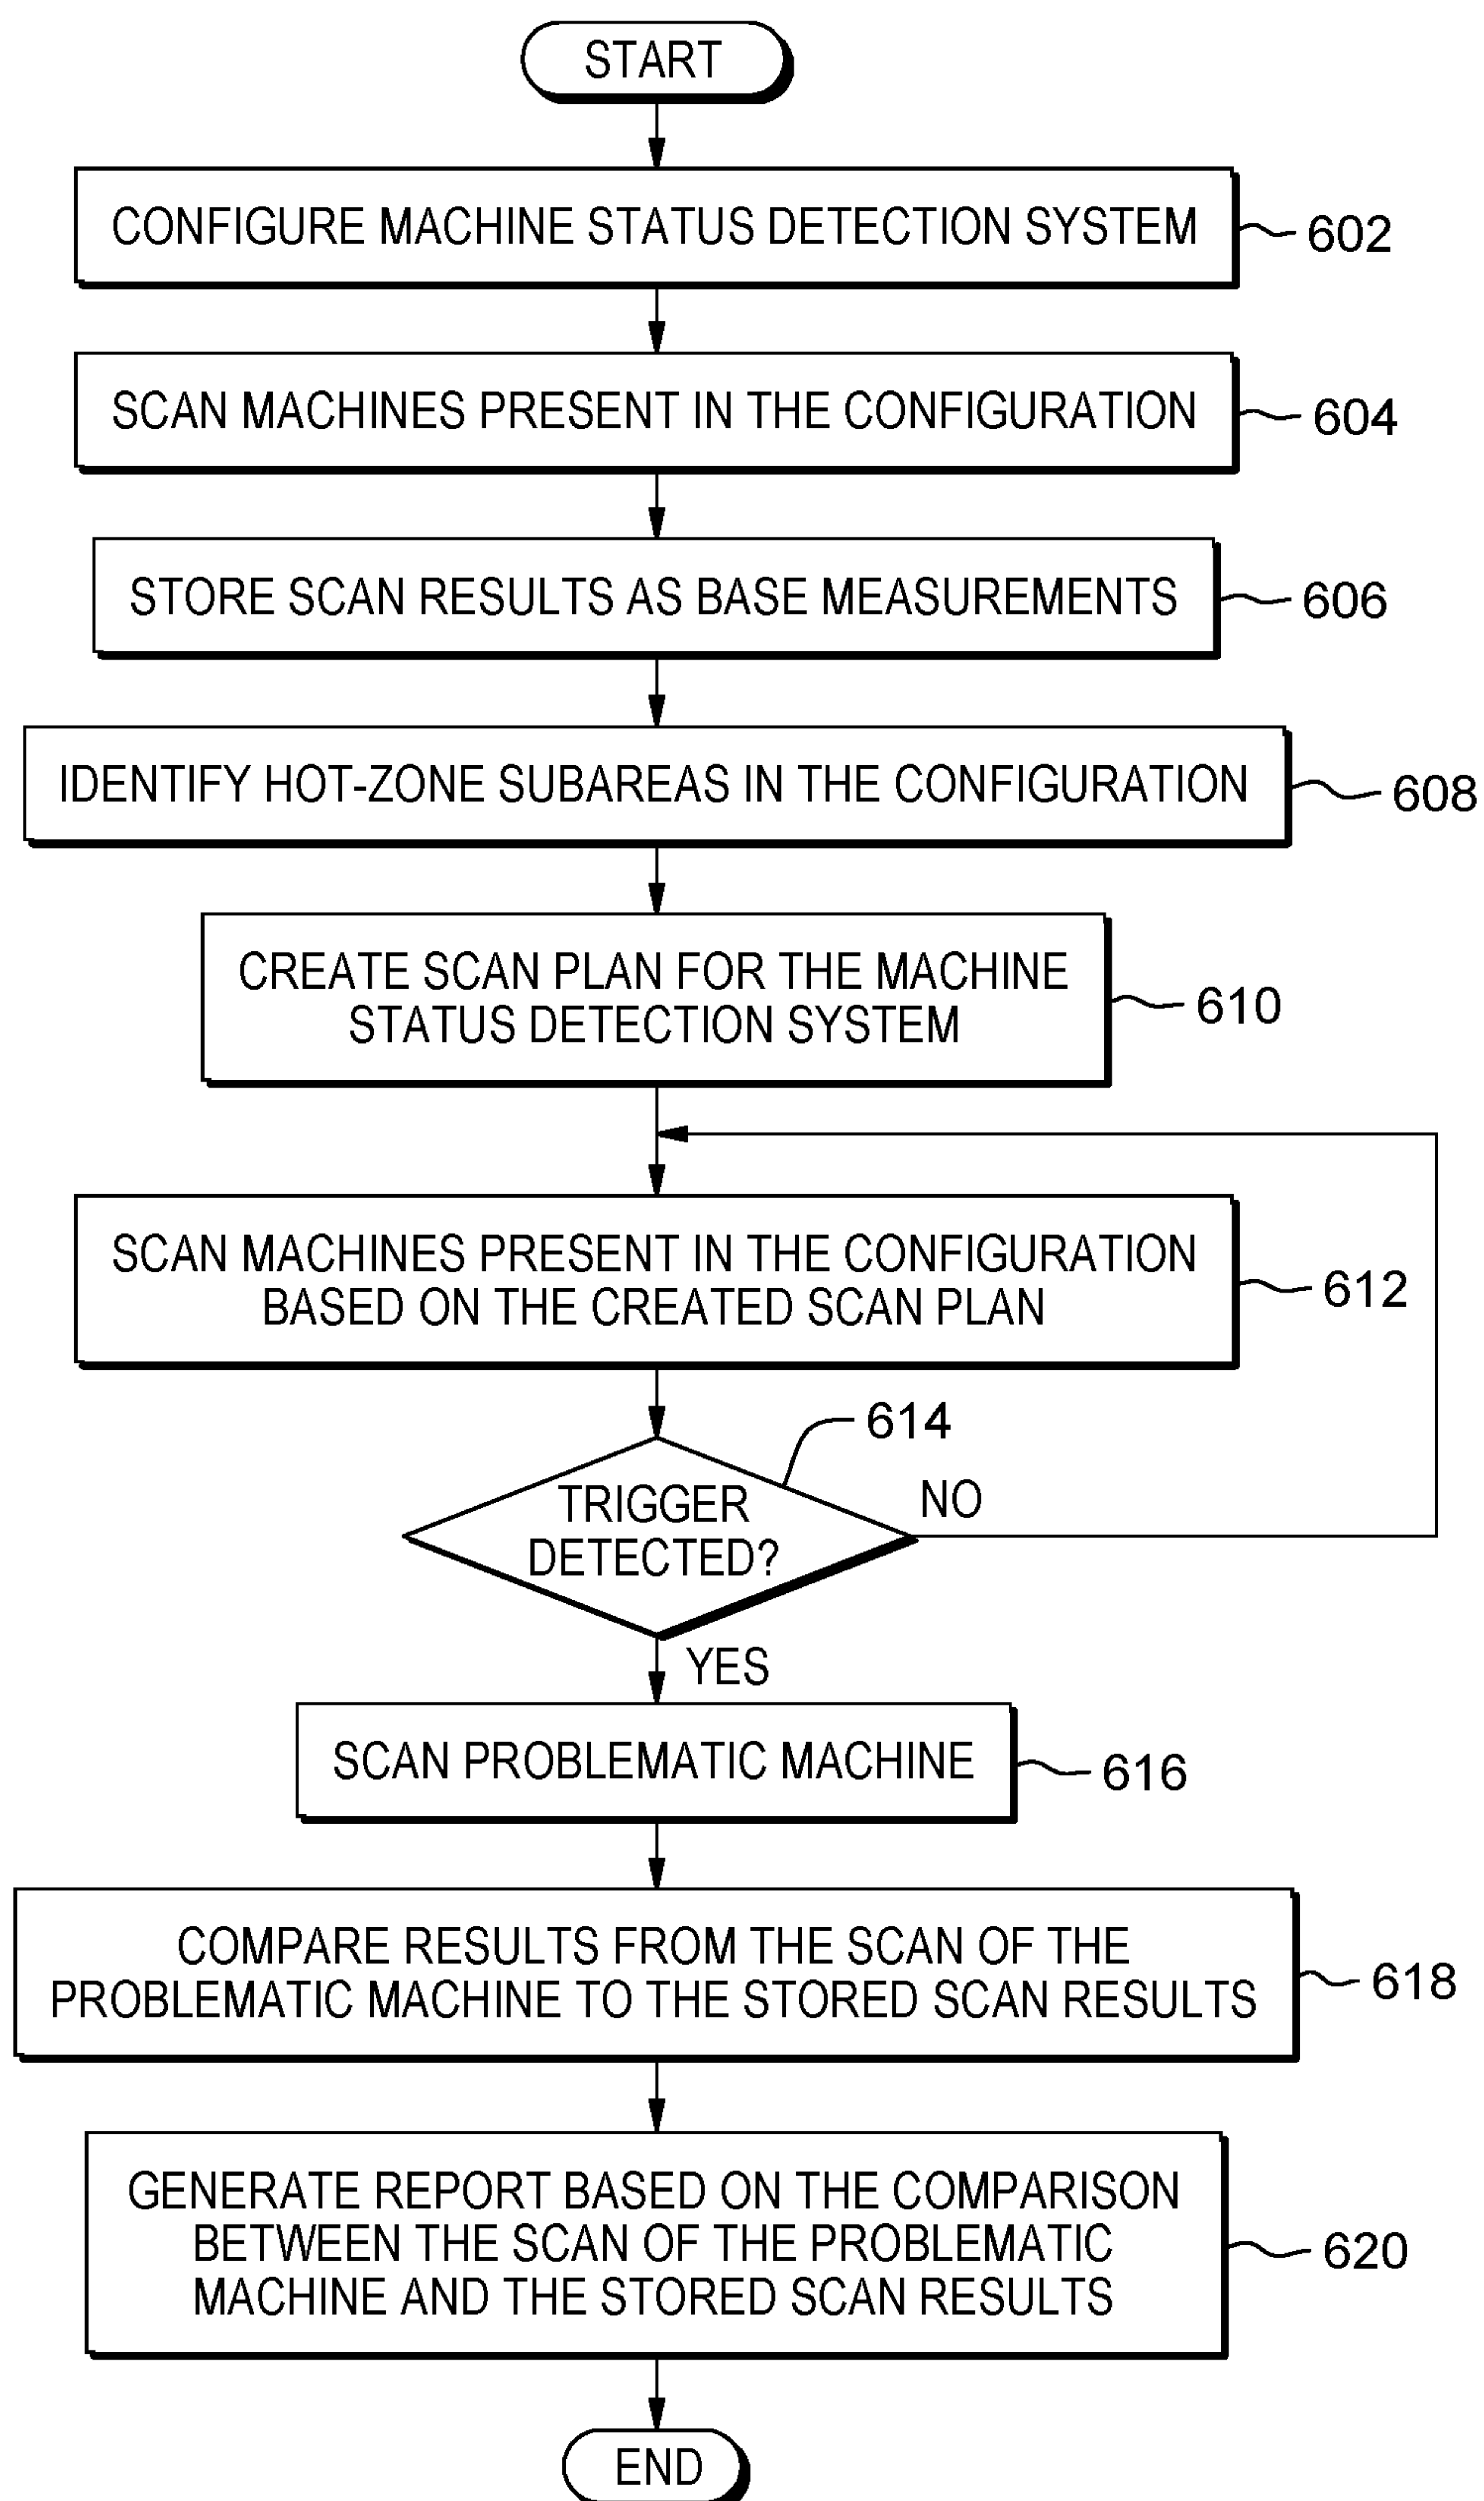 START
CONFIGURE MACHINE STATUS DETECTION SYSTEM
602
SCAN MACHINES PRESENT IN THE CONFIGURATION
604
STORE SCAN RESULTS AS BASE MEASUREMENTS
606
IDENTIFY HOT-ZONE SUBAREAS IN THE CONFIGURATION
608
CREATE SCAN PLAN FOR THE MACHINE
STATUS DETECTION SYSTEM
610
SCAN MACHINES PRESENT IN THE CONFIGURATION
BASED ON THE CREATED SCAN PLAN
612
614
TRIGGER
DETECTED?
NO
YES
SCAN PROBLEMATIC MACHINE
616
COMPARE RESULTS FROM THE SCAN OF THE
PROBLEMATIC MACHINE TO THE STORED SCAN RESULTS
618
GENERATE REPORT BASED ON THE COMPARISON
BETWEEN THE SCAN OF THE PROBLEMATIC
MACHINE AND THE STORED SCAN RESULTS
620
END